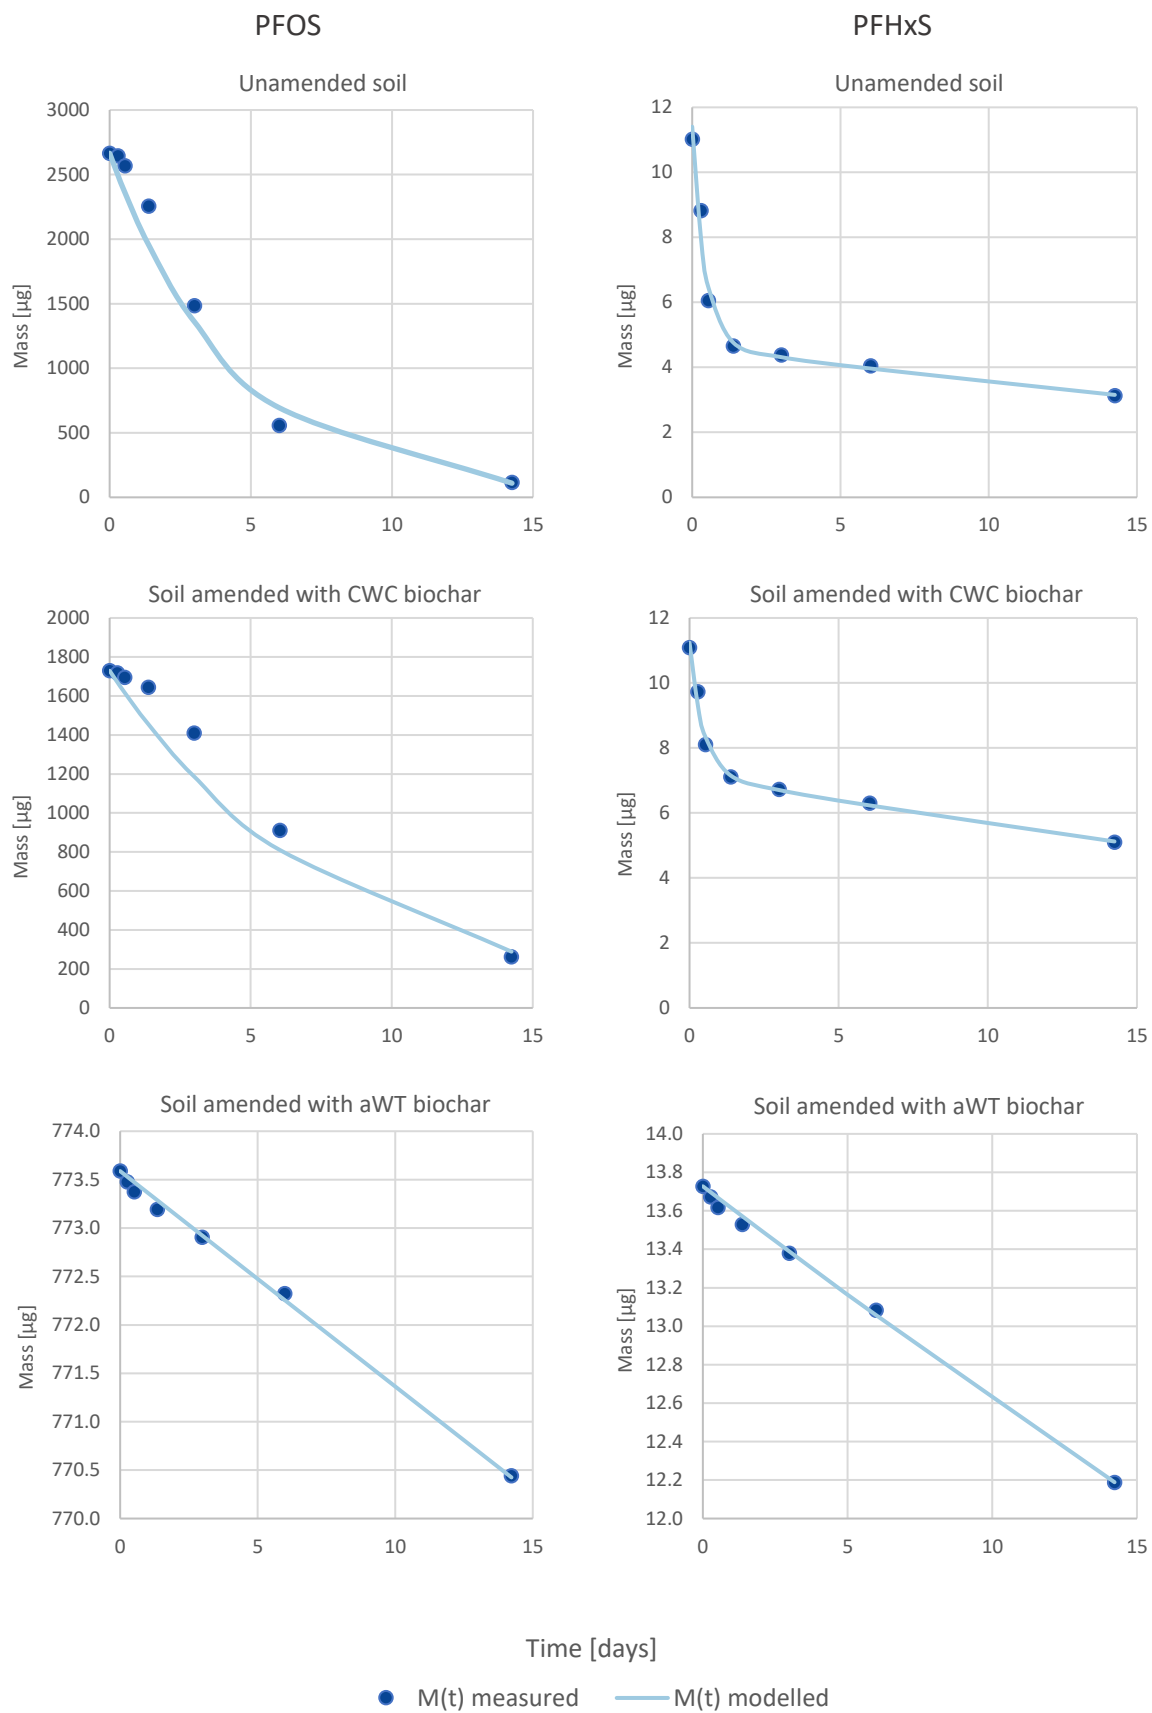 PFOS
PFHxS
Unamended soil
3000
2500
2000
1500
1000
500
0
Mass [µg]
0 5 10 15
Unamended soil
12
10
8
6
4
2
0
Mass [µg]
0 5 10 15
Soil amended with CWC biochar
2000
1800
1600
1400
1200
1000
800
600
400
200
0
Mass [µg]
0 5 10 15
Soil amended with CWC biochar
12
10
8
6
4
2
0
Mass [µg]
0 5 10 15
Soil amended with aWT biochar
774.0
773.5
773.0
772.5
772.0
771.5
771.0
770.5
770.0
Mass [µg]
0 5 10 15
Soil amended with aWT biochar
14.0
13.8
13.6
13.4
13.2
13.0
12.8
12.6
12.4
12.2
12.0
Mass [µg]
0 5 10 15
Time [days]
M(t) measured
M(t) modelled